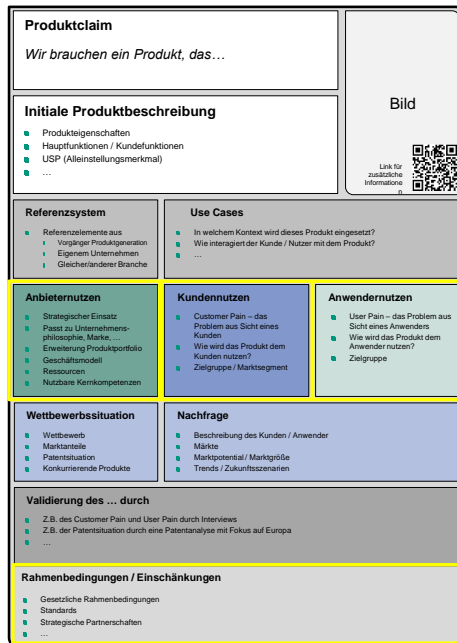 Produktclaim
Wir brauchen ein Produkt, das…
Initiale Produktbeschreibung
Produkteigenschaften
Hauptfunktionen / Kundefunktionen
USP (Alleinstellungsmerkmal)
…
Bild
Link für
zusätzliche
Informatione
n
Referenzsystem
Referenzelemente aus
Vorgänger Produktgeneration
Eigenem Unternehmen
Gleicher/anderer Branche
Use Cases
In welchem Kontext wird dieses Produkt eingesetzt?
Wie interagiert der Kunde / Nutzer mit dem Produkt?
…
Anbieternutzen
Strategischer Einsatz
Passt zu Unternehmens-
philosophie, Marke, …
Erweiterung Produktportfolio
Geschäftsmodell
Ressourcen
Nutzbare Kernkompetenzen
Kundennutzen
Customer Pain – das
Problem aus Sicht eines
Kunden
Wie wird das Produkt dem
Kunden nutzen?
Zielgruppe / Marktsegment
Anwendernutzen
User Pain – das Problem aus
Sicht eines Anwenders
Wie wird das Produkt dem
Anwender nutzen?
Zielgruppe
Wettbewerbssituation
Wettbewerb
Marktanteile
Patentsituation
Konkurrierende Produkte
Nachfrage
Beschreibung des Kunden / Anwender
Märkte
Marktpotential / Marktgröße
Trends / Zukunftsszenarien
Validierung des … durch
Z.B. des Customer Pain und User Pain durch Interviews
Z.B. der Patentsituation durch eine Patentanalyse mit Fokus auf Europa
…
Rahmenbedingungen / Einschänkungen
Gesetzliche Rahmenbedingungen
Standards
Strategische Partnerschaften
…